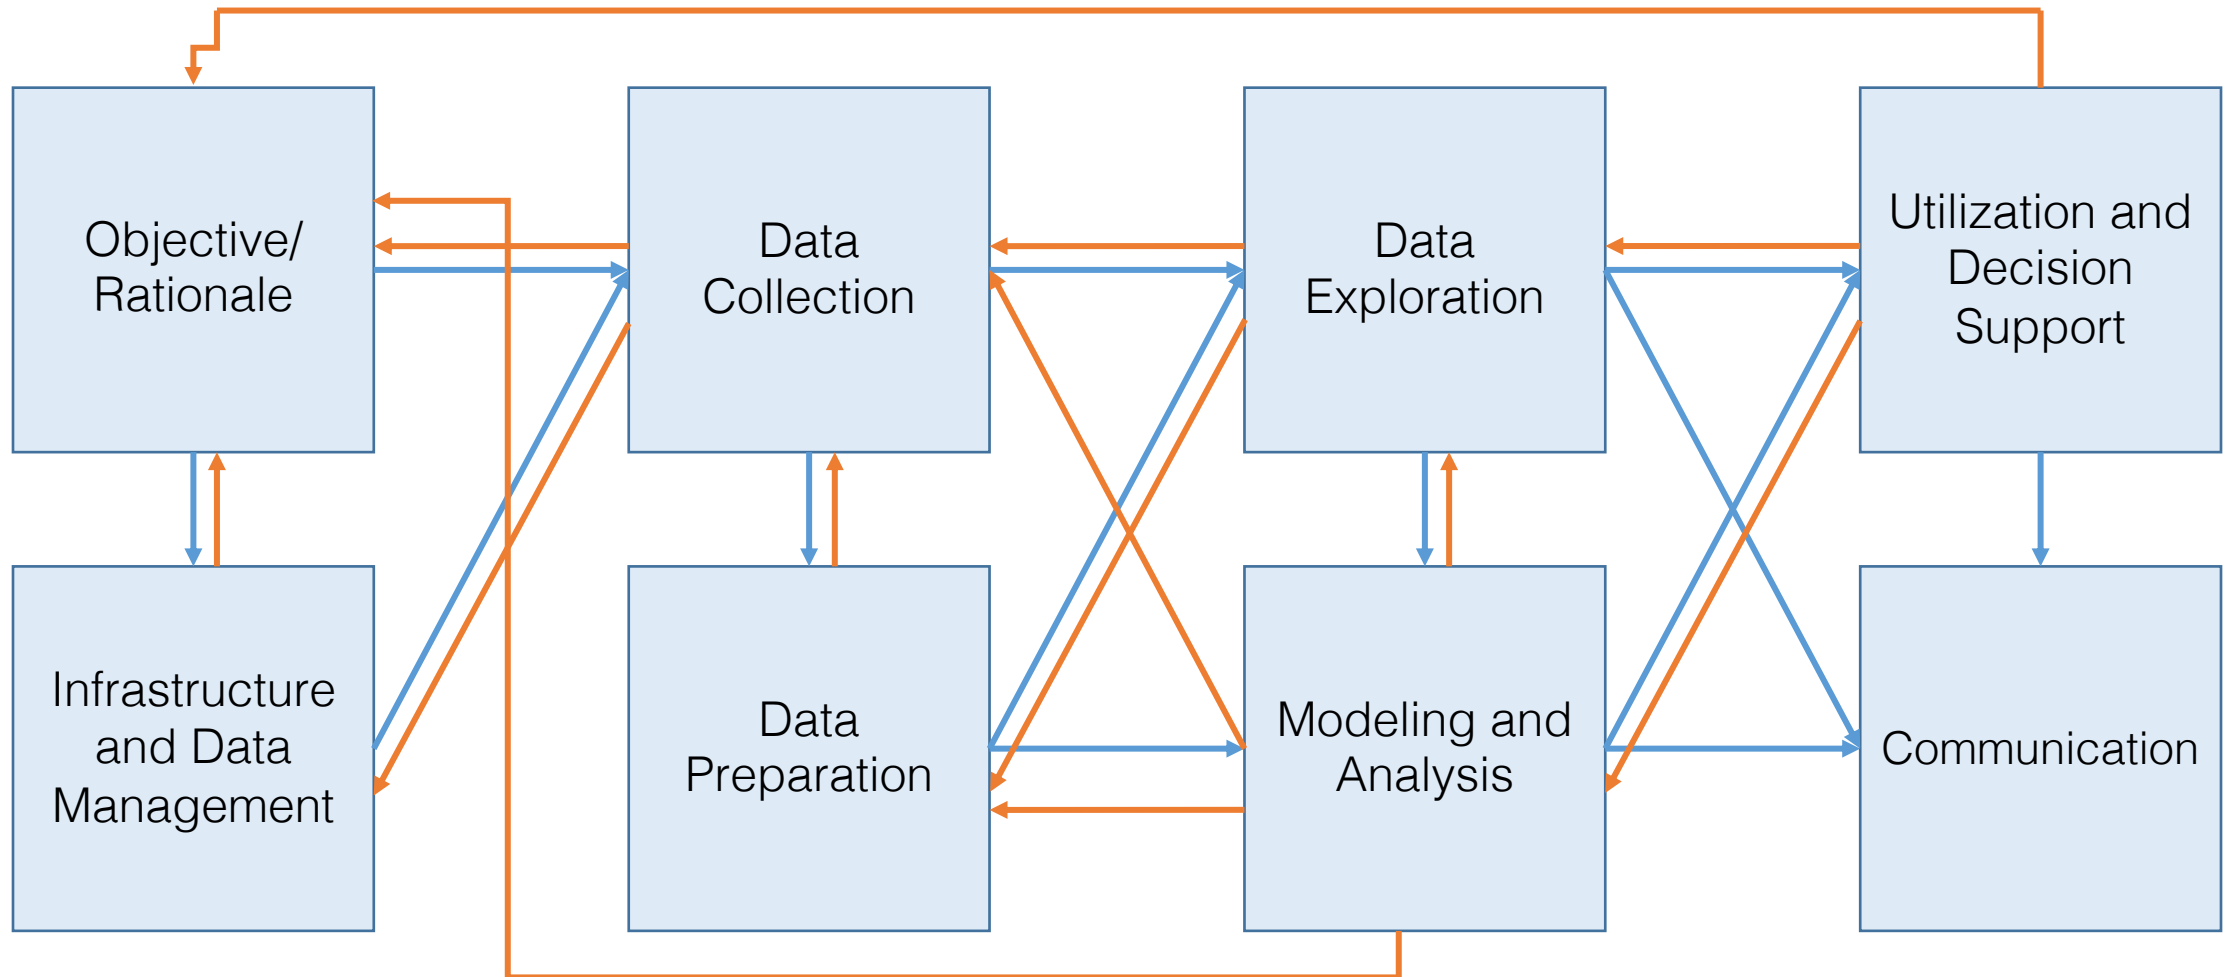 Objective/
Rationale
Data
Collection
Data
Exploration
Utilization and
Decision
Support
Infrastructure
and Data
Management
Data
Preparation
Modeling and
Analysis
Communication